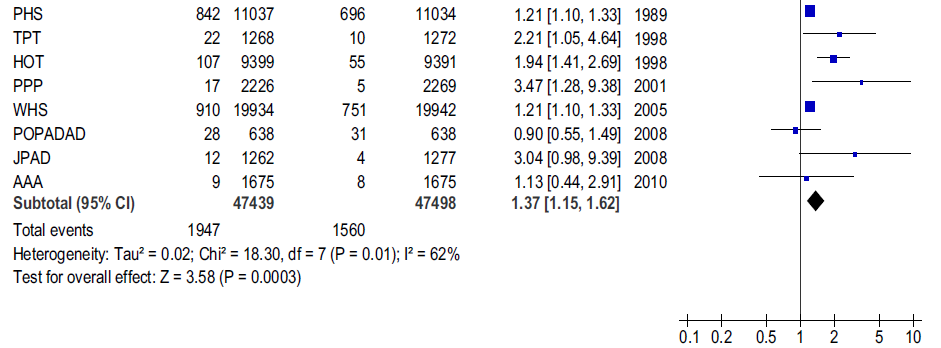 PHS 842 11037 696 11034 1.21 [1.10, 1.33] 1989
TPT 22 1268 10 1272 2.21 [1.05, 4.64] 1998
HOT 107 9399 55 9391 1.94 [1.41, 2.69] 1998
PPP 17 2226 5 2269 3.47 [1.28, 9.38] 2001
WHS 910 19934 751 19942 1.21 [1.10, 1.33] 2005
POPADAD 28 638 31 638 0.90 [0.55, 1.49] 2008
JPAD 12 1262 4 1277 3.04 [0.98, 9.39] 2008
AAA 9 1675 8 1675 1.13 [0.44, 2.91] 2010
Subtotal (95% CI) 47439 47498 1.37 [1.15, 1.62]
Total events 1947 1560
Heterogeneity: Tau² = 0.02; Chi² = 18.30, df = 7 (P = 0.01); I² = 62%
Test for overall effect: Z = 3.58 (P = 0.0003)
0.1 0.2 0.5 1 2 5 10